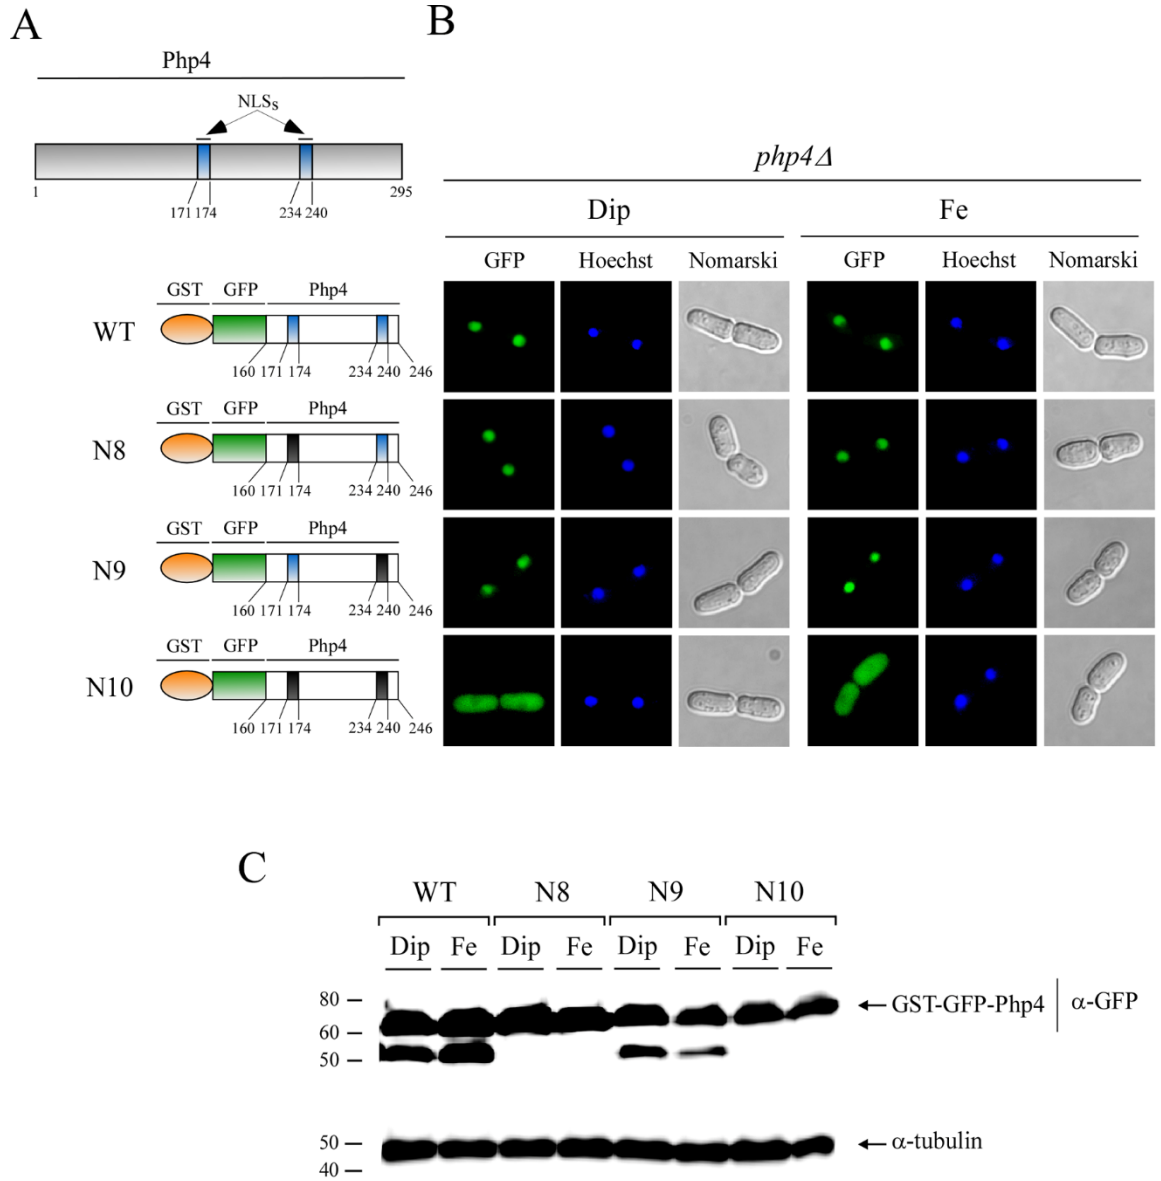 A
B
Php4
NLSs
1
295
171 174
234 240
php4Δ
Dip
Fe
GFP
Hoechst
Nomarski
GFP
Hoechst
Nomarski
GST
GFP
Php4
WT
160 171 174
234 240 246
GST
GFP
Php4
N8
160 171 174
234 240 246
GST
GFP
Php4
N9
160 171 174
234 240 246
GST
GFP
Php4
N10
160 171 174
234 240 246
C
WT
N8
N9
N10
Dip
Fe
Dip
Fe
Dip
Fe
Dip
Fe
80
60
50
GST-GFP-Php4
α-GFP
50
40
α-tubulin